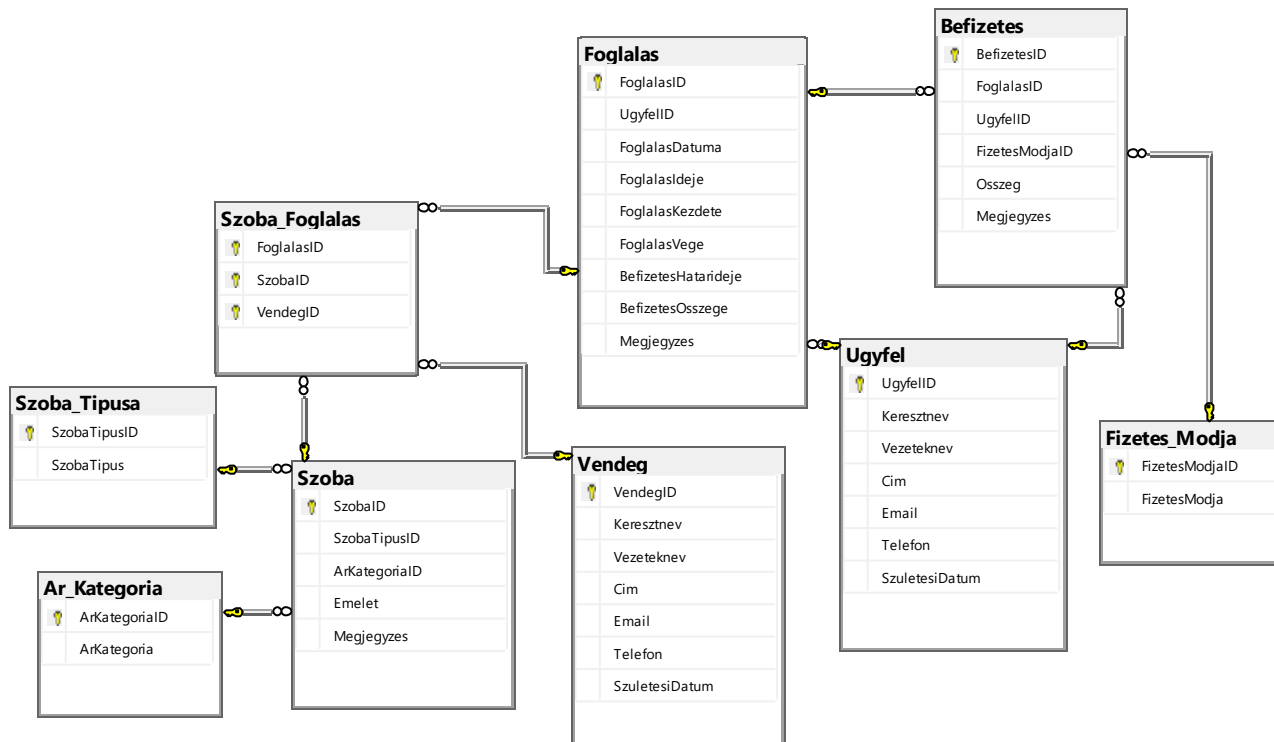 Befizetes
BefizetesID
FoglalasID
UgyfelID
FizetesModjaID
Osszeg
Megjegyzes
Foglalas
FoglalasID
UgyfelID
FoglalasDatuma
FoglalasIdeje
FoglalasKezdete
FoglalasVege
BefizetesHatarideje
BefizetesOsszege
Megjegyzes
Szoba_Foglalas
FoglalasID
SzobaID
VendegID
Ugyfel
UgyfelID
Keresztnev
Vezeteknev
Cim
Email
Telefon
SzuletesiDatum
Szoba_Tipusa
SzobaTipusID
SzobaTipus
Fizetes_Modja
FizetesModjaID
FizetesModja
Vendeg
VendegID
Keresztnev
Vezeteknev
Cim
Email
Telefon
SzuletesiDatum
Szoba
SzobaID
SzobaTipusID
ArKategoriaID
Emelet
Megjegyzes
Ar_Kategoria
ArKategoriaID
ArKategoria